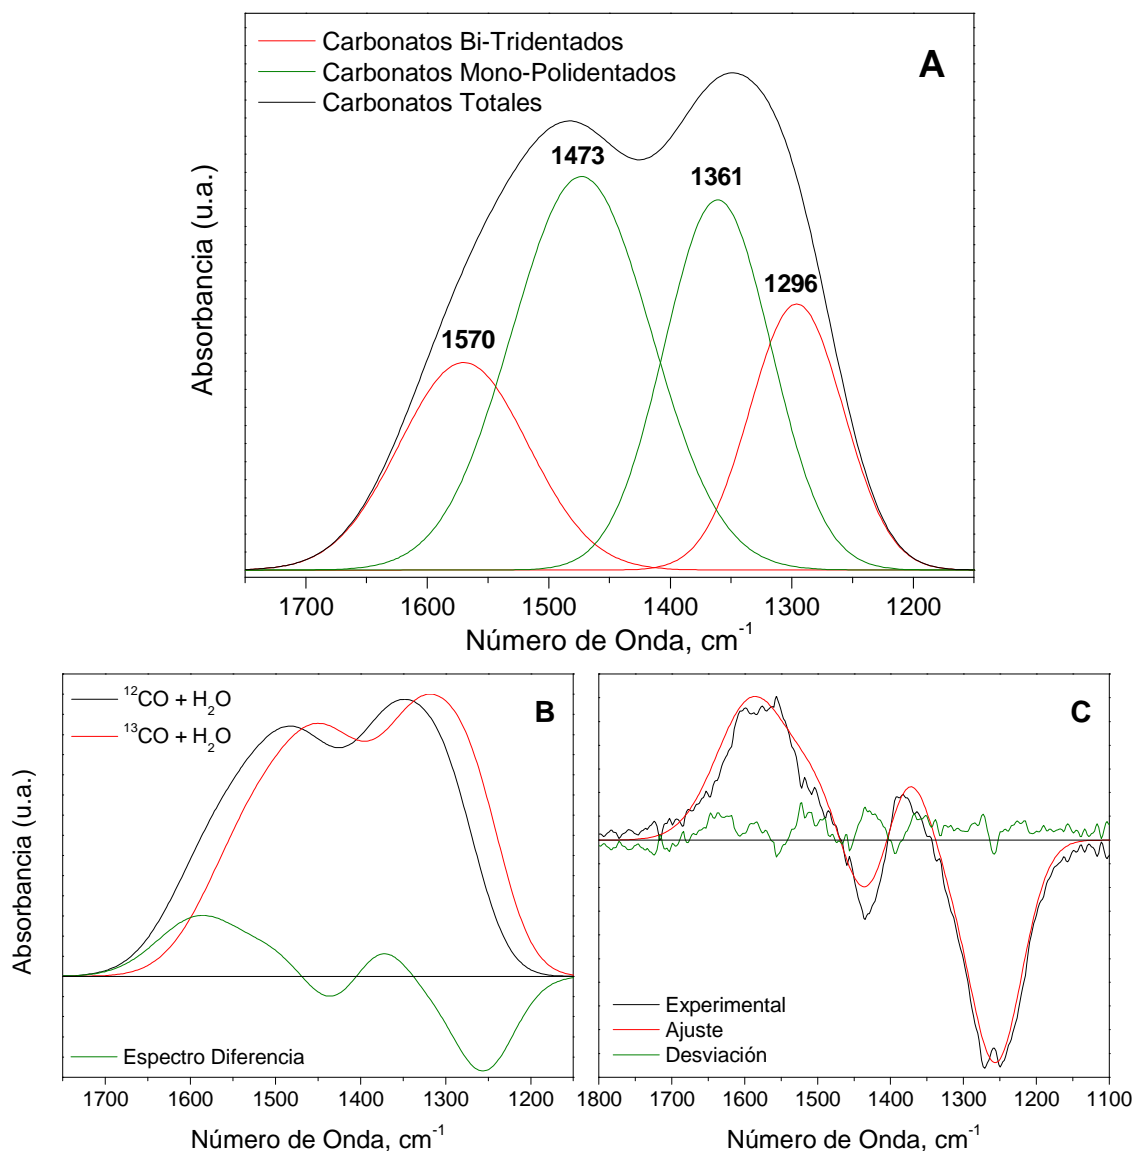 Carbonatos Bi-Tridentados
Carbonatos Mono-Polidentados
Carbonatos Totales
A
1473
1361
1296
1570
Absorbancia (u.a.)
1700 1600 1500 1400 1300 1200
Número de Onda, cm⁻¹
¹²CO + H₂O
¹³CO + H₂O
B
Espectro Diferencia
Absorbancia (u.a.)
1700 1600 1500 1400 1300 1200
Número de Onda, cm⁻¹
C
Experimental
Ajuste
Desviación
1800 1700 1600 1500 1400 1300 1200 1100
Número de Onda, cm⁻¹